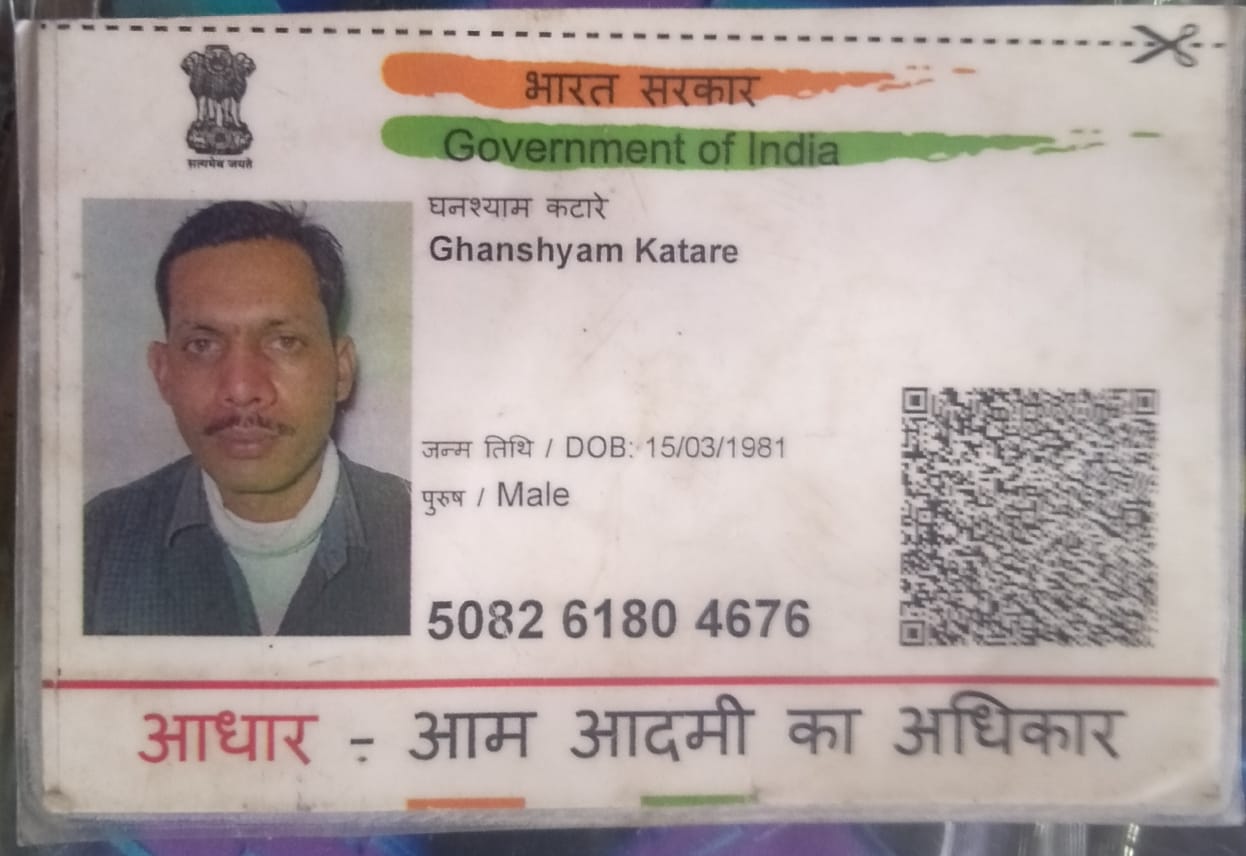 सत्यमेव जयते
भारत सरकार
Government of India
घनश्याम कटारे
Ghanshyam Katare
जन्म तिथि / DOB: 15/03/1981
पुरुष / Male
5082 6180 4676
आधार - आम आदमी का अधिकार